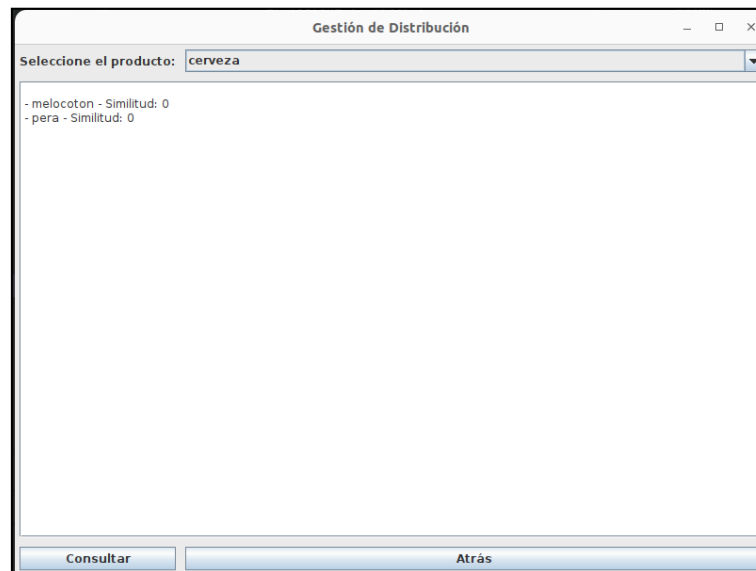 Gestión de Distribución
Seleccione el producto: cerveza
- melocoton - Similitud: 0
- pera - Similitud: 0
Consultar Atrás